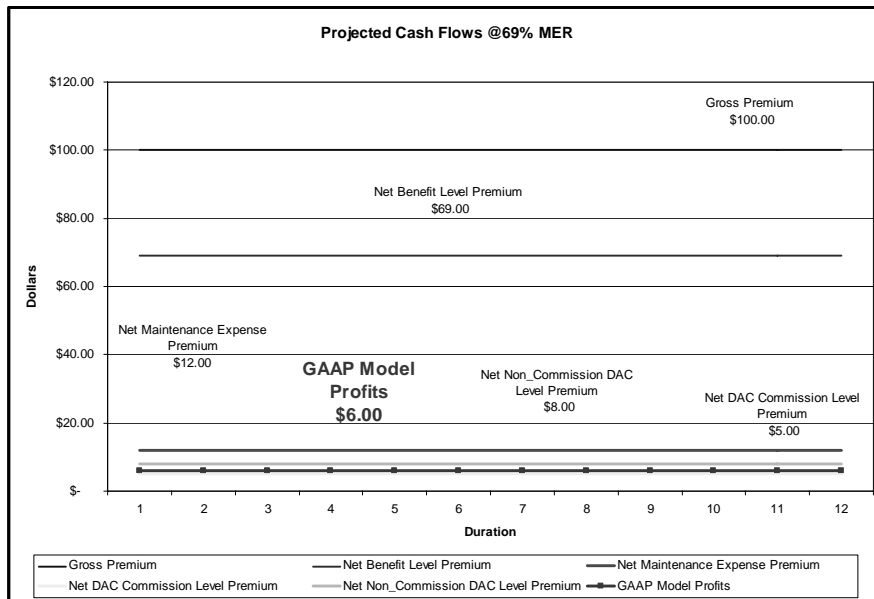 Projected Cash Flows @69% MER
$120.00
$100.00
$80.00
$60.00
$40.00
$20.00
$-
Dollars
Gross Premium
$100.00
Net Benefit Level Premium
$69.00
Net Maintenance Expense
Premium
$12.00
GAAP Model
Profits
$6.00
Net Non_Commission DAC
Level Premium
$8.00
Net DAC Commission Level
Premium
$5.00
1 2 3 4 5 6 7 8 9 10 11 12
Duration
Gross Premium Net Benefit Level Premium Net Maintenance Expense Premium
Net DAC Commission Level Premium Net Non_Commission DAC Level Premium GAAP Model Profits